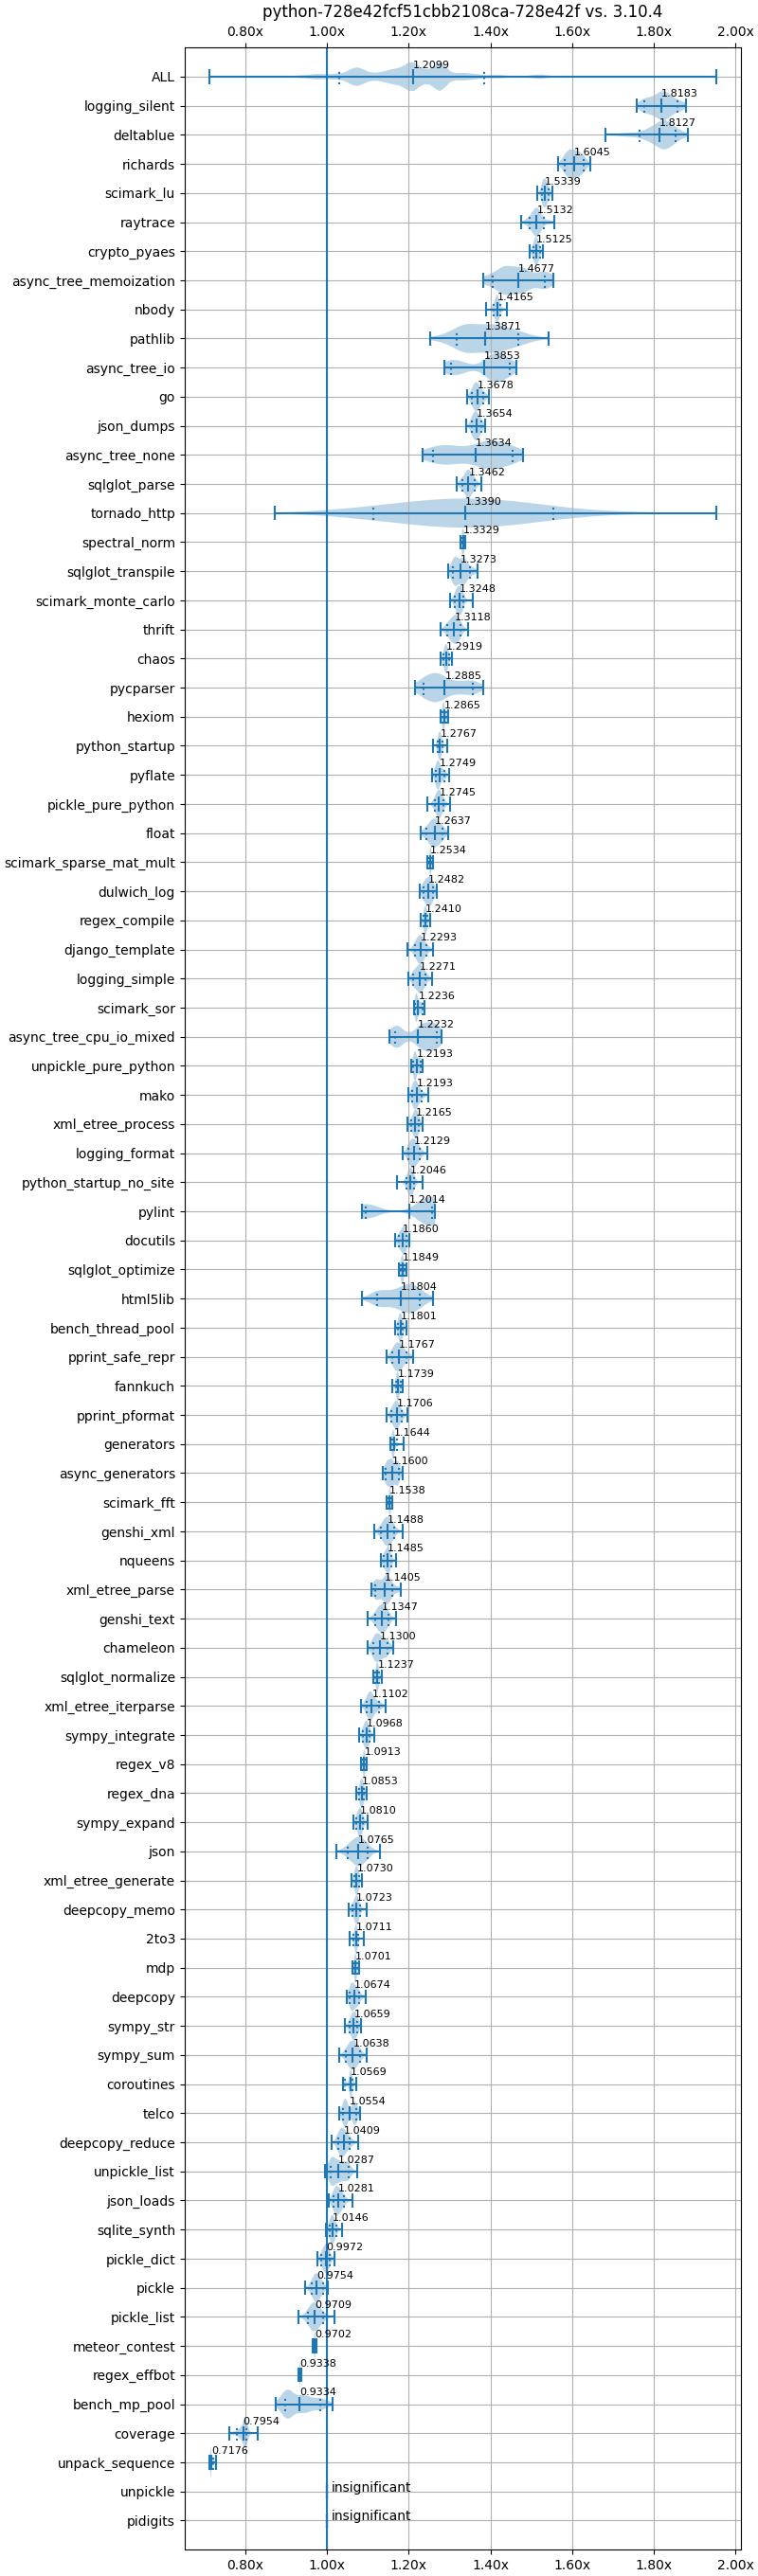 python-728e42fcf51cbb2108ca-728e42f vs. 3.10.4
0.80x 1.00x 1.20x 1.40x 1.60x 1.80x 2.00x
ALL 1.2099
logging_silent 1.8183
deltablue 1.8127
richards 1.6045
scimark_lu 1.5339
raytrace 1.5132
crypto_pyaes 1.5125
async_tree_memoization 1.4677
nbody 1.4165
pathlib 1.3871
async_tree_io 1.3853
go 1.3678
json_dumps 1.3654
async_tree_none 1.3634
sqlglot_parse 1.3462
tornado_http 1.3390
spectral_norm 1.3329
sqlglot_transpile 1.3273
scimark_monte_carlo 1.3248
thrift 1.3118
chaos 1.2919
pycparser 1.2885
hexiom 1.2865
python_startup 1.2767
pyflate 1.2749
pickle_pure_python 1.2745
float 1.2637
scimark_sparse_mat_mult 1.2534
dulwich_log 1.2482
regex_compile 1.2410
django_template 1.2293
logging_simple 1.2271
scimark_sor 1.2236
async_tree_cpu_io_mixed 1.2232
unpickle_pure_python 1.2193
mako 1.2193
xml_etree_process 1.2165
logging_format 1.2129
python_startup_no_site 1.2046
pylint 1.2014
docutils 1.1860
sqlglot_optimize 1.1849
html5lib 1.1804
bench_thread_pool 1.1801
pprint_safe_repr 1.1767
fannkuch 1.1739
pprint_pformat 1.1706
generators 1.1644
async_generators 1.1600
scimark_fft 1.1538
genshi_xml 1.1488
nqueens 1.1485
xml_etree_parse 1.1405
genshi_text 1.1347
chameleon 1.1300
sqlglot_normalize 1.1237
xml_etree_iterparse 1.1102
sympy_integrate 1.0968
regex_v8 1.0913
regex_dna 1.0853
sympy_expand 1.0810
json 1.0765
xml_etree_generate 1.0730
deepcopy_memo 1.0723
2to3 1.0711
mdp 1.0701
deepcopy 1.0674
sympy_str 1.0659
sympy_sum 1.0638
coroutines 1.0569
telco 1.0554
deepcopy_reduce 1.0409
unpickle_list 1.0287
json_loads 1.0281
sqlite_synth 1.0146
pickle_dict 0.9972
pickle 0.9754
pickle_list 0.9709
meteor_contest 0.9702
regex_effbot 0.9338
bench_mp_pool 0.9334
coverage 0.7954
unpack_sequence 0.7176
unpickle insignificant
pidigits insignificant
0.80x 1.00x 1.20x 1.40x 1.60x 1.80x 2.00x